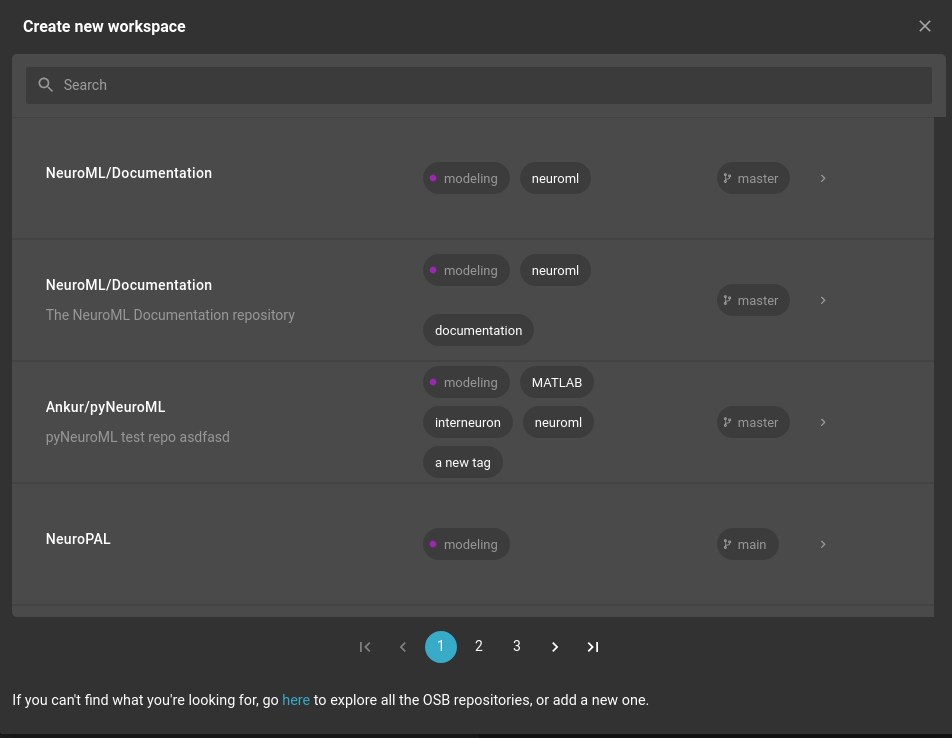 Create new workspace
Search
NeuroML/Documentation
modeling neuroml
master
NeuroML/Documentation
The NeuroML Documentation repository
modeling neuroml
documentation
master
Ankur/pyNeuroML
pyNeuroML test repo asdfasd
modeling MATLAB
interneuron neuroml
a new tag
master
NeuroPAL
modeling
main
1 2 3
If you can't find what you're looking for, go here to explore all the OSB repositories, or add a new one.